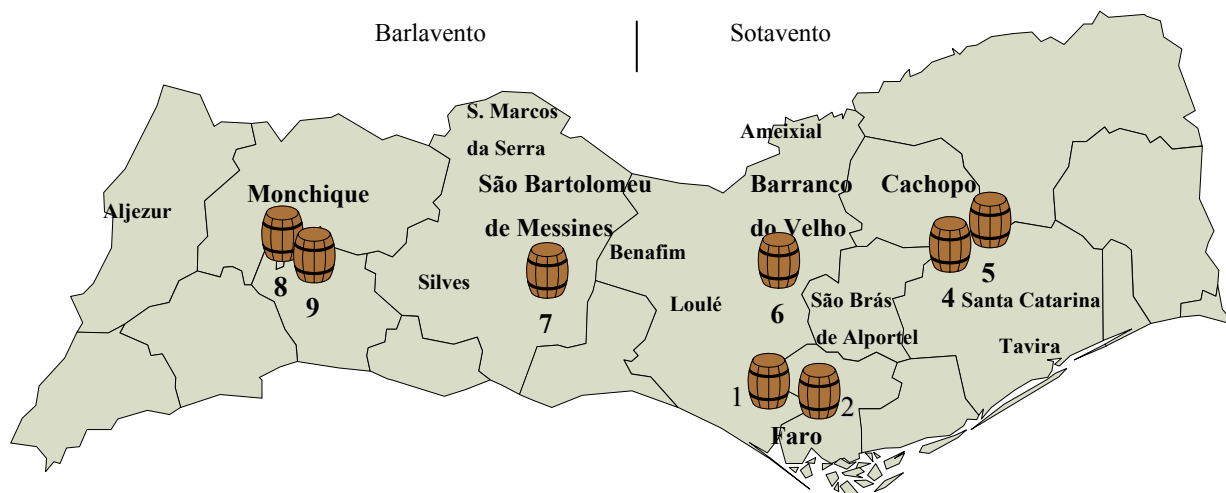 Barlavento
Sotavento
S. Marcos
da Serra
Ameixial
Monchique
São Bartolomeu
de Messines
Barranco
do Velho
Cachopo
Aljezur
Benafim
Silves
Loulé
São Brás
de Alportel
Santa Catarina
Tavira
8
9
7
6
4
5
1
2
Faro